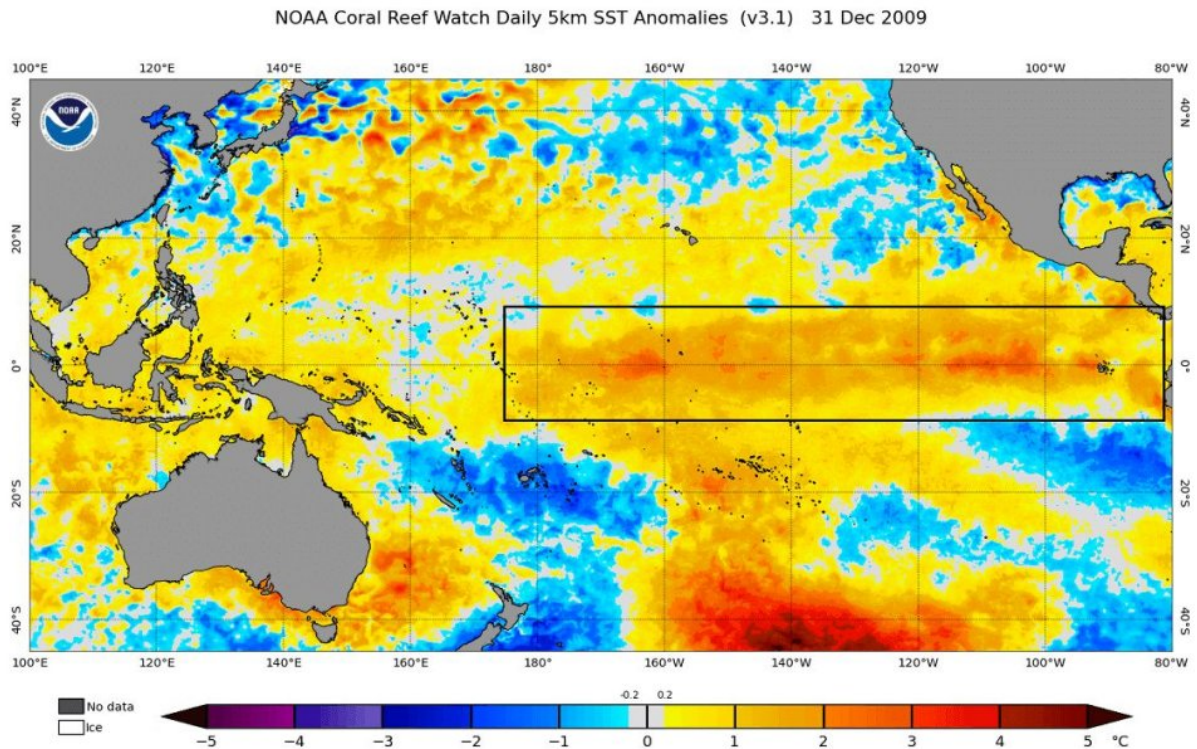 NOAA Coral Reef Watch Daily 5km SST Anomalies (v3.1) 31 Dec 2009
100°E 120°E 140°E 160°E 180° 160°W 140°W 120°W 100°W 80°W
NOAA
40°N 40°N
20°N 20°N
0° 0°
20°S 20°S
40°S 40°S
100°E 120°E 140°E 160°E 180° 160°W 140°W 120°W 100°W 80°W
-0.2 0.2
No data
Ice
−5 −4 −3 −2 −1 0 1 2 3 4 5 °C